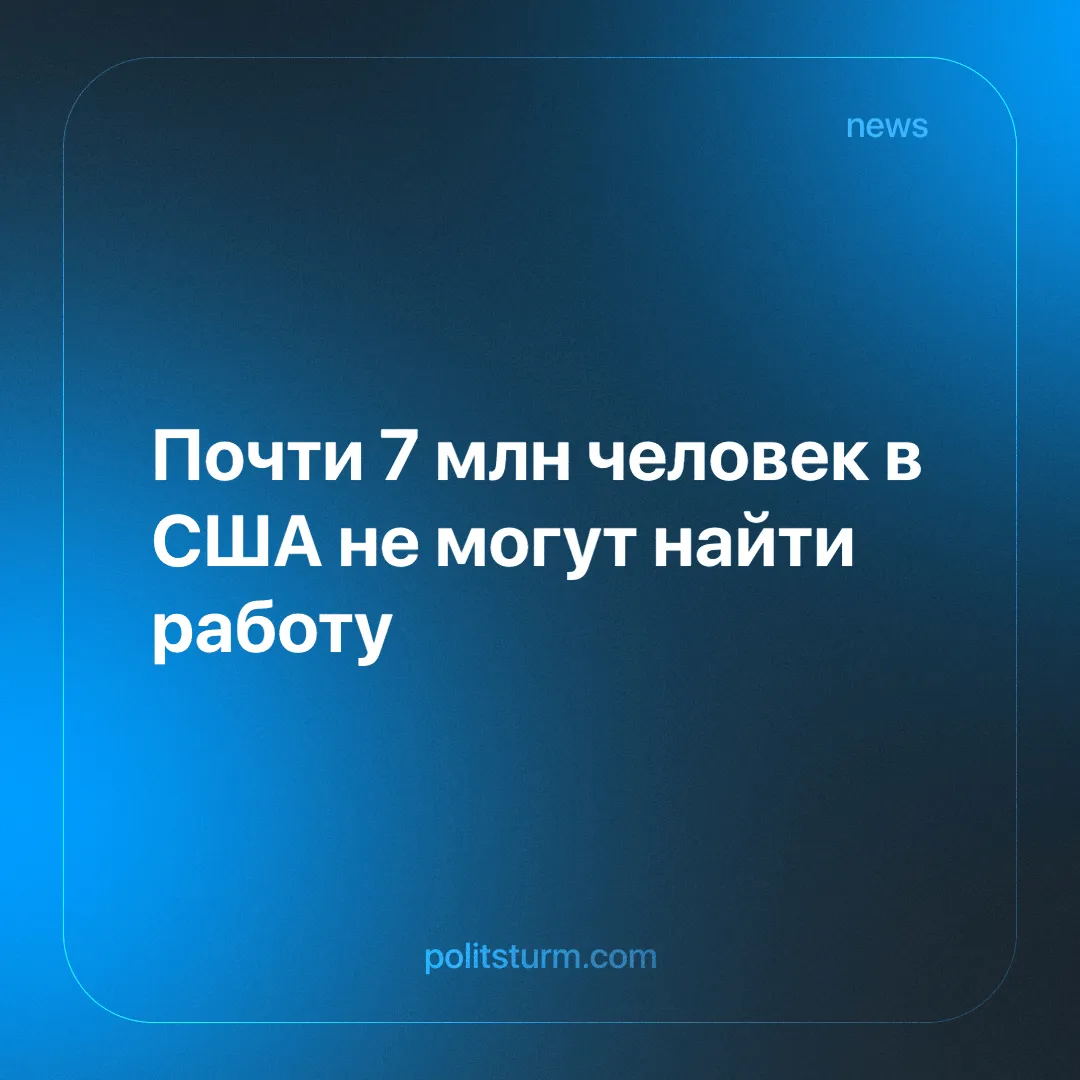 news
Почти 7 млн человек в
США не могут найти
работу
politsturm.com